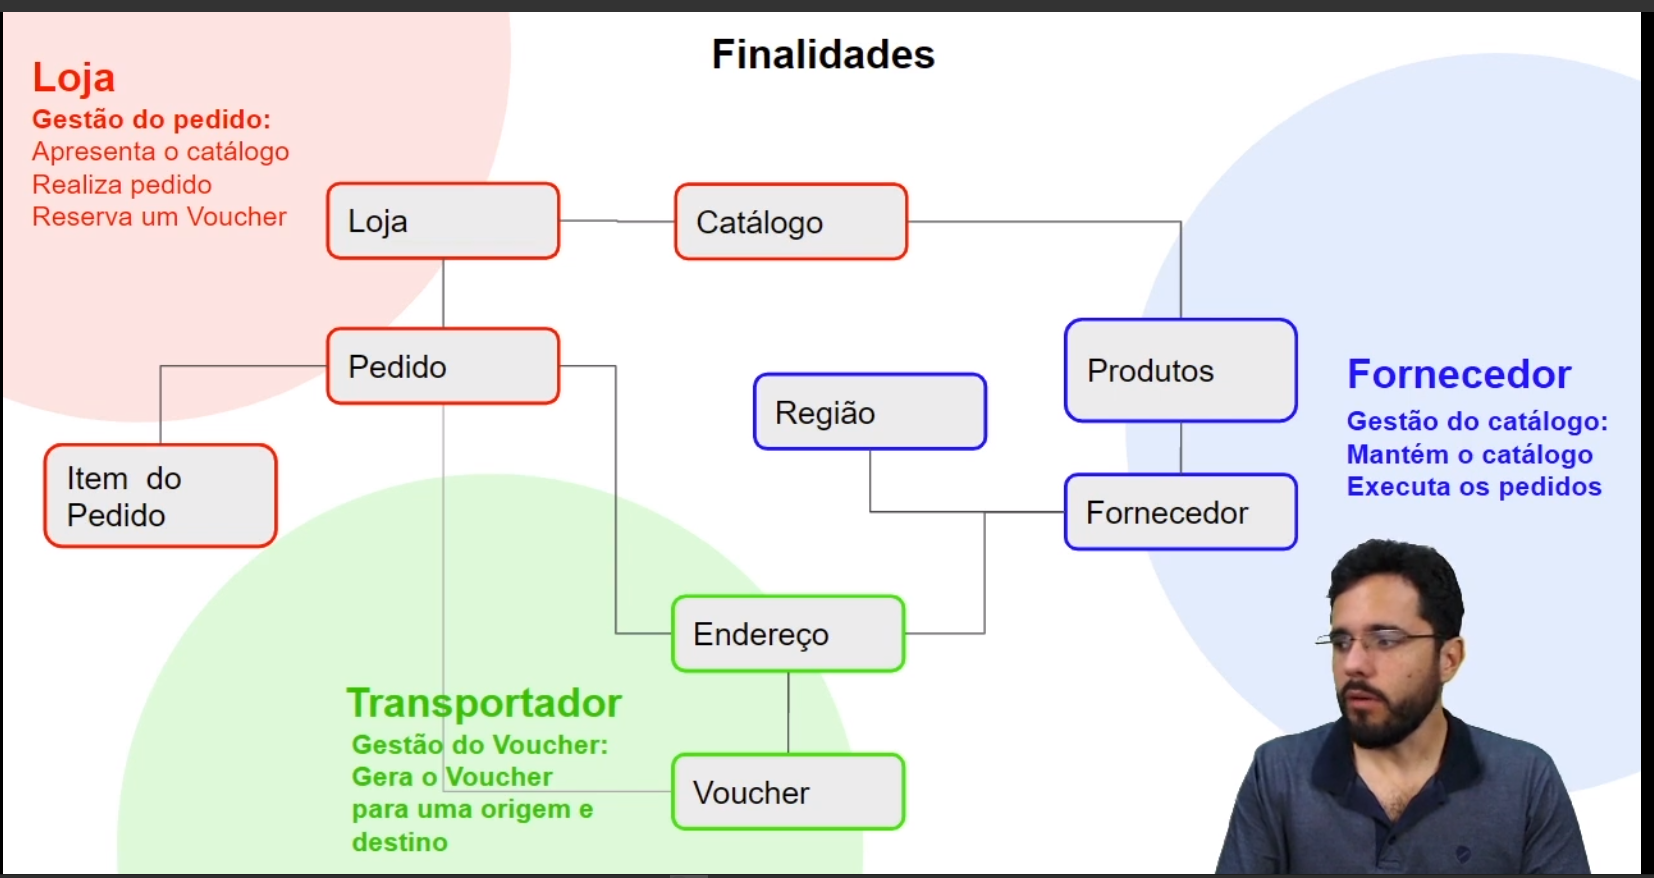 Finalidades
Loja
Gestão do pedido:
Apresenta o catálogo
Realiza pedido
Reserva um Voucher
Loja
Catálogo
Pedido
Produtos
Região
Fornecedor
Gestão do catálogo:
Mantém o catálogo
Executa os pedidos
Item do
Pedido
Fornecedor
Endereço
Transportador
Gestão do Voucher:
Gera o Voucher
para uma origem e
destino
Voucher